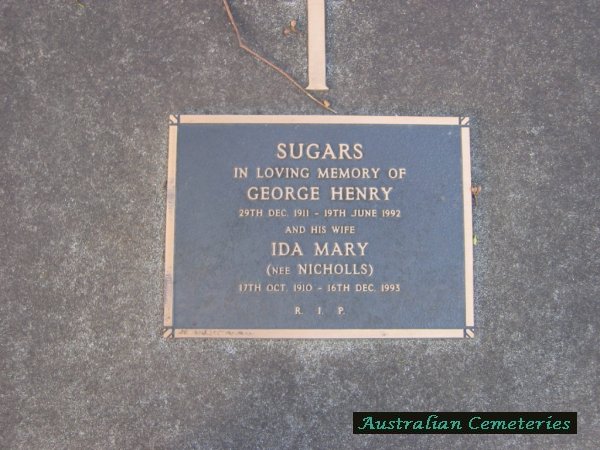 SUGARS
IN LOVING MEMORY OF
GEORGE HENRY
29TH DEC. 1911 - 19TH JUNE 1992
AND HIS WIFE
IDA MARY
(NEE NICHOLLS)
17TH OCT. 1910 - 16TH DEC. 1993
R. I. P.
Australian Cemeteries